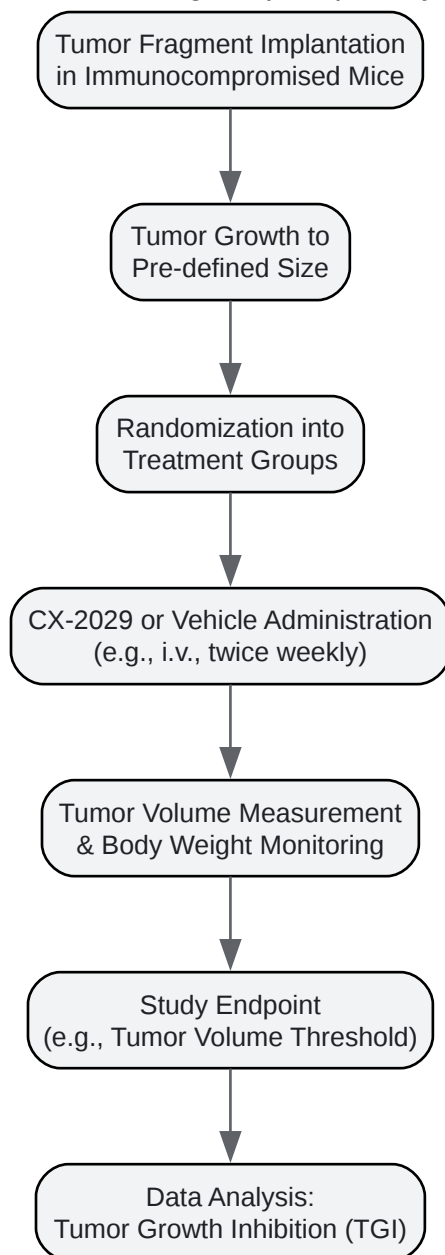 Tumor Fragment Implantation
in Immunocompromised Mice
Tumor Growth to
Pre-defined Size
Randomization into
Treatment Groups
CX-2029 or Vehicle Administration
(e.g., i.v., twice weekly)
Tumor Volume Measurement
& Body Weight Monitoring
Study Endpoint
(e.g., Tumor Volume Threshold)
Data Analysis:
Tumor Growth Inhibition (TGI)